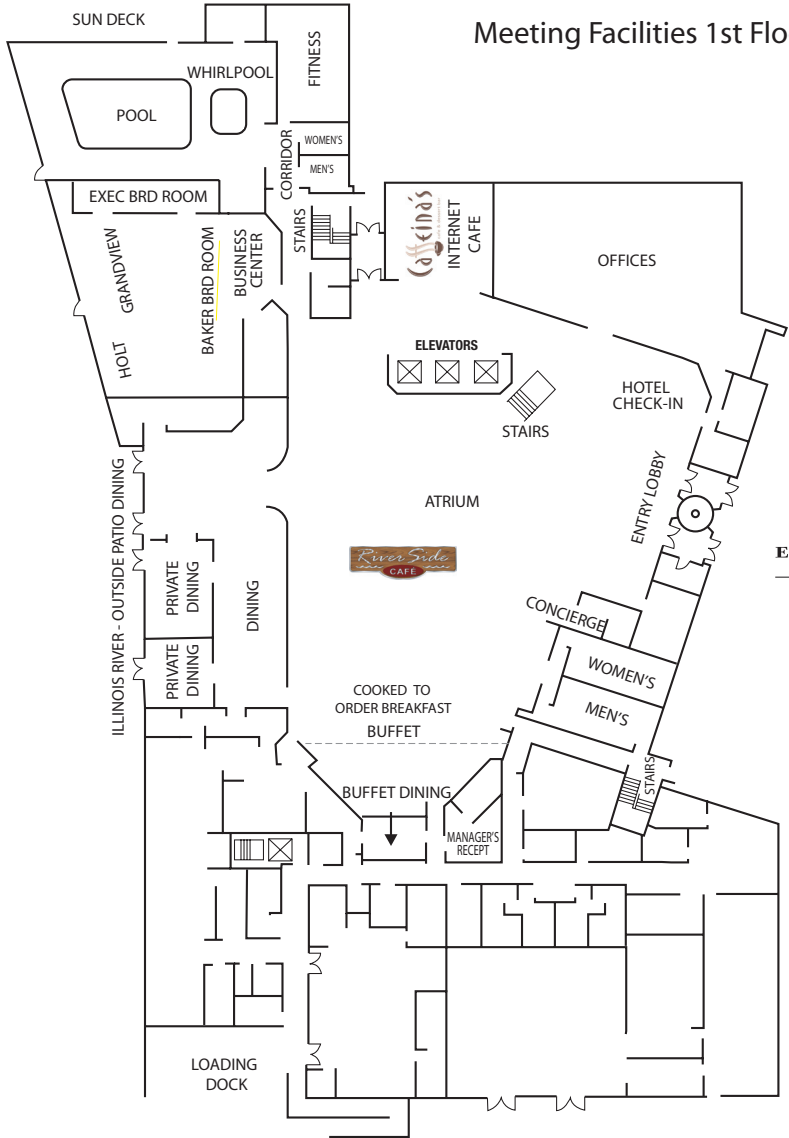 Meeting Facilities 1st Flo
SUN DECK
WHIRLPOOL
POOL
FITNESS
WOMEN'S
MEN'S
CORRIDOR
EXEC BRD ROOM
STAIRS
Caffeina's
INTERNET
CAFE
OFFICES
GRANDVIEW
HOLT
BAKER BRD ROOM
BUSINESS
CENTER
ELEVATORS
STAIRS
HOTEL
CHECK-IN
ENTRY LOBBY
ATRIUM
River Side
CAFÉ
E
ILLINOIS RIVER - OUTSIDE PATIO DINING
PRIVATE
DINING
DINING
PRIVATE
DINING
CONCIERGE
WOMEN'S
MEN'S
COOKED TO
ORDER BREAKFAST
BUFFET
STAIRS
BUFFET DINING
MANAGER'S
RECEPT
LOADING
DOCK